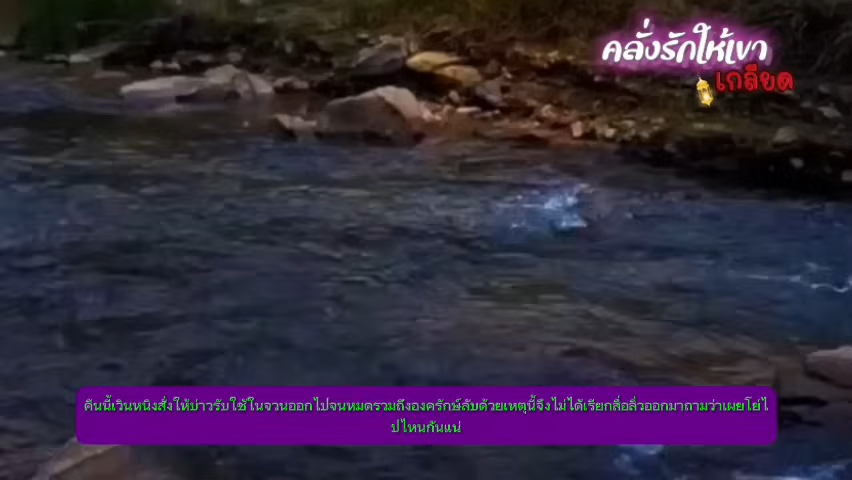 คลั่งรักให้เขา
เกลียด
คืนนี้เวินหนิงสั่งให้บ่าวรับใช้ในจวนออกไปจนหมดรวมถึงองครักษ์ลับด้วยเหตุนี้จึงไม่ได้เรียกสื่อลิ่วออกมาถามว่าเผยโย่ไ
ปไหนกันแน่